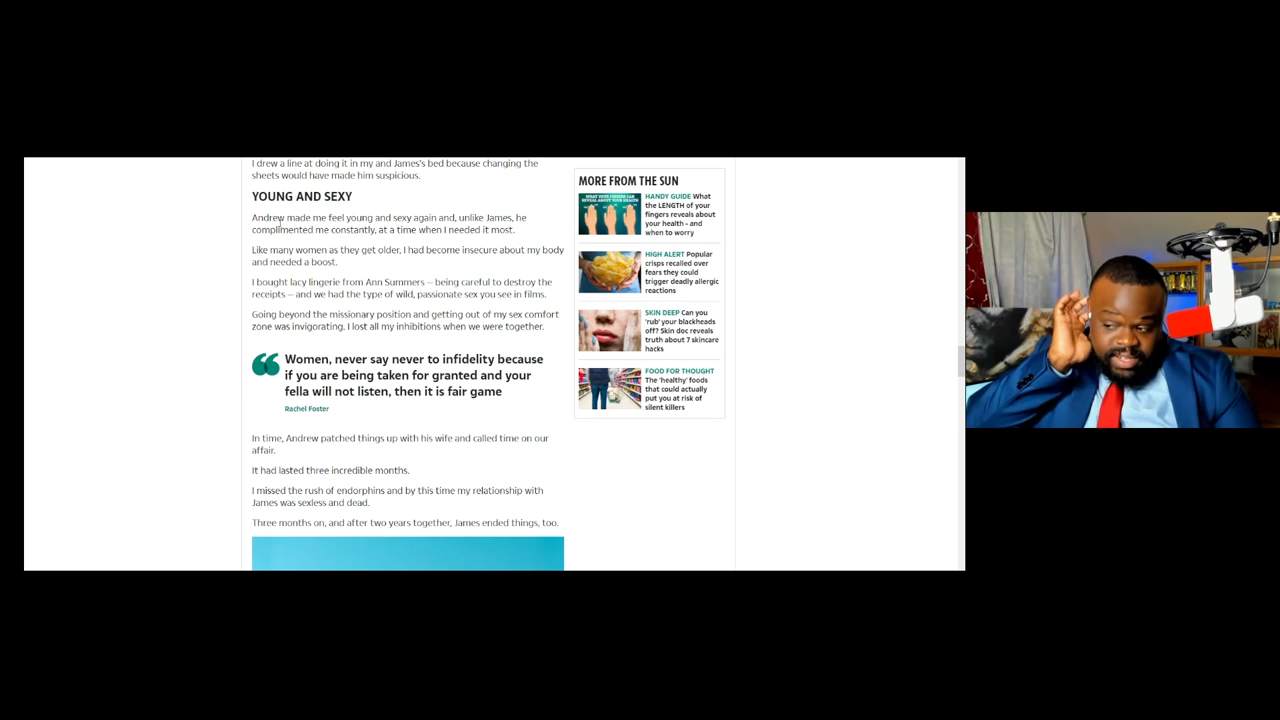 I drew a line at doing it in my and James's bed because changing the
sheets would have made him suspicious.
YOUNG AND SEXY
Andrew made me feel young and sexy again and, unlike James, he
complimented me constantly, at a time when I needed it most.
Like many women as they get older, I had become insecure about my body
and needed a boost.
I bought lacy lingerie from Ann Summers – being careful to destroy the
receipts – and we had the type of wild, passionate sex you see in films.
Going beyond the missionary position and getting out of my sex comfort
zone was invigorating. I lost all my inhibitions when we were together.
Women, never say never to infidelity because
if you are being taken for granted and your
fella will not listen, then it is fair game
Rachel Foster
In time, Andrew patched things up with his wife and called time on our
affair.
It had lasted three incredible months.
I missed the rush of endorphins and by this time my relationship with
James was sexless and dead.
Three months on, and after two years together, James ended things, too.
MORE FROM THE SUN
HANDY GUIDE What
the LENGTH of your
fingers reveals about
your health - and
when to worry
HIGH ALERT Popular
crisps recalled over
fears they could
trigger deadly allergic
reactions
SKIN DEEP Can you
'rub' your blackheads
off? Skin doc reveals
truth about 7 skincare
hacks
FOOD FOR THOUGHT
The 'healthy' foods
that could actually
put you at risk of
silent killers